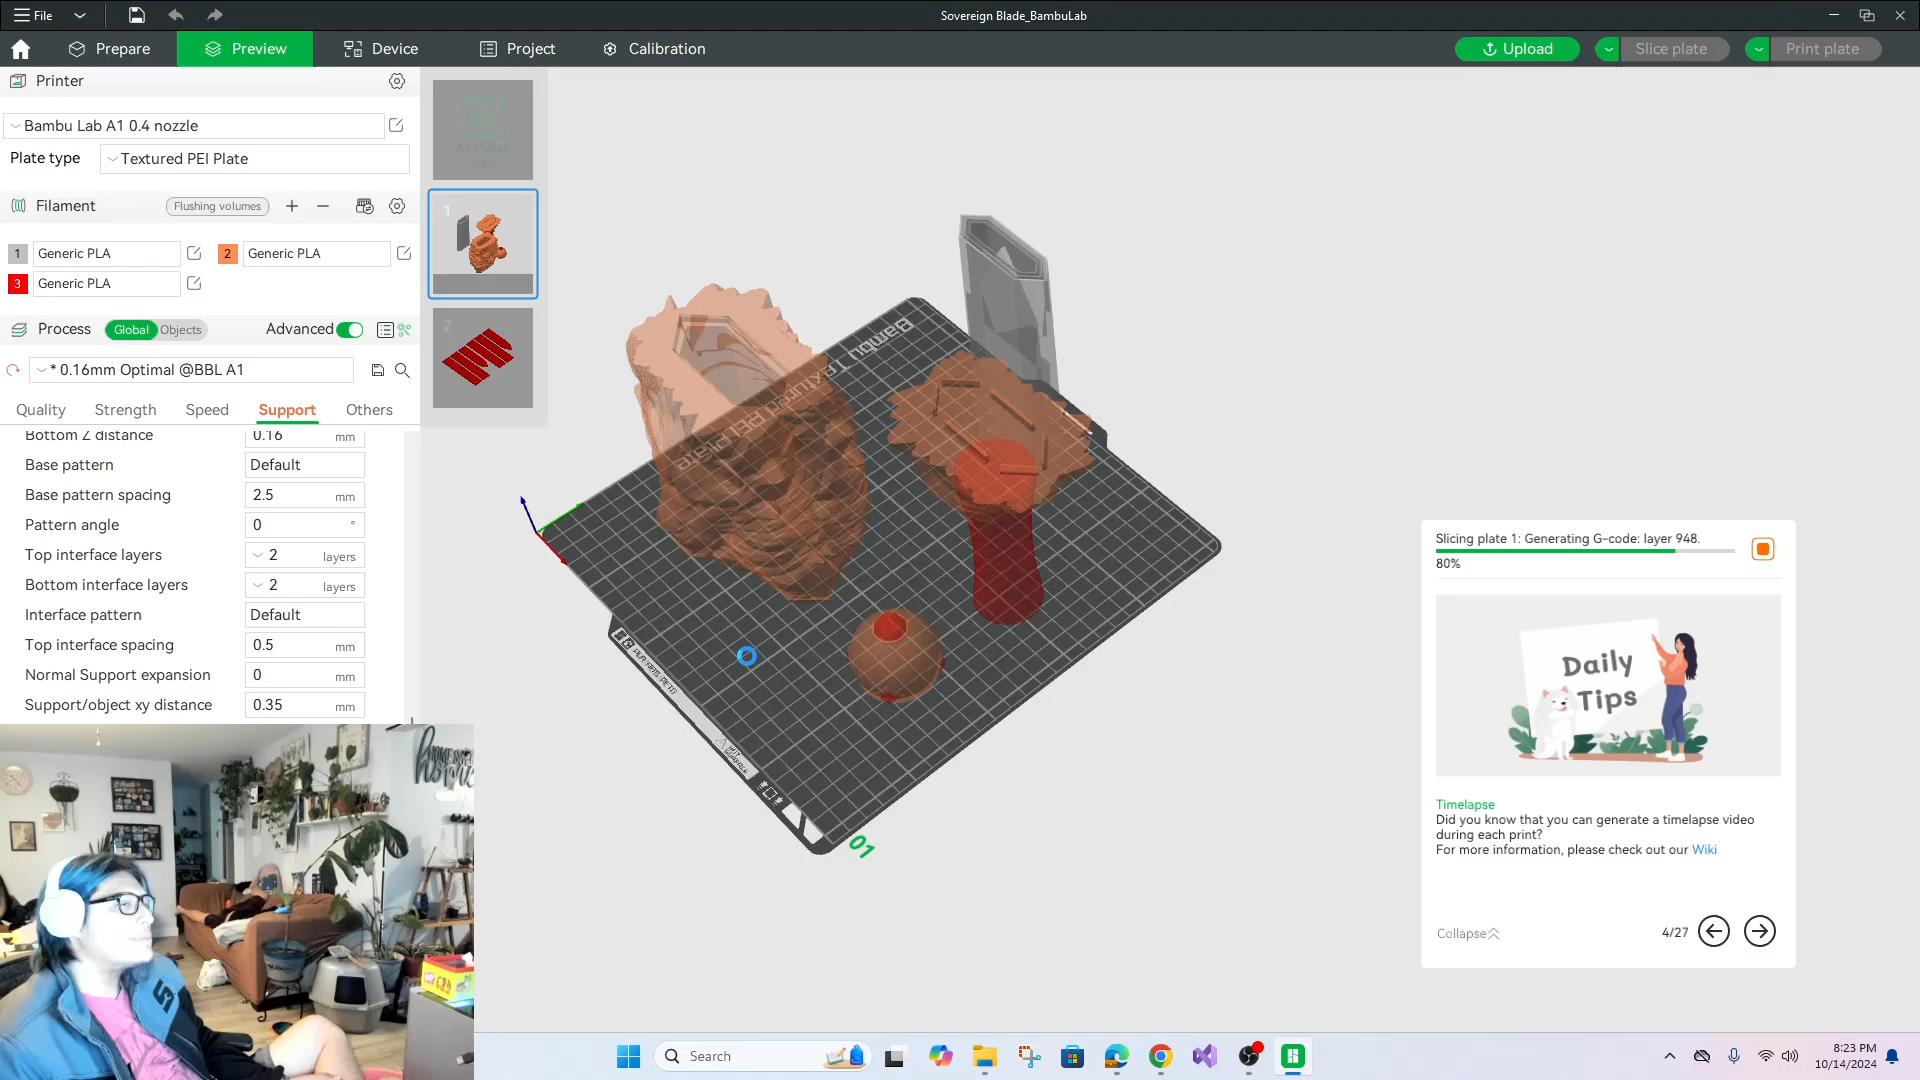 File
Sovereign Blade_BambuLab
Prepare
Preview
Device
Project
Calibration
Upload
Slice plate
Print plate
Printer
Bambu Lab A1 0.4 nozzle
Plate type
Textured PEI Plate
Filament
Flushing volumes
1 Generic PLA
2 Generic PLA
3 Generic PLA
Process
Global
Objects
Advanced
* 0.16mm Optimal @BBL A1
Quality
Strength
Speed
Support
Others
Bottom Z distance 0.16 mm
Base pattern Default
Base pattern spacing 2.5 mm
Pattern angle 0 °
Top interface layers 2 layers
Bottom interface layers 2 layers
Interface pattern Default
Top interface spacing 0.5 mm
Normal Support expansion 0 mm
Support/object xy distance 0.35 mm
All Plates
1
2
Bambu Textured PEI Plate
01
Slicing plate 1: Generating G-code: layer 948.
80%
Daily
Tips
Timelapse
Did you know that you can generate a timelapse video
during each print?
For more information, please check out our Wiki
Collapse
4/27
home
Search
8:23 PM
10/14/2024